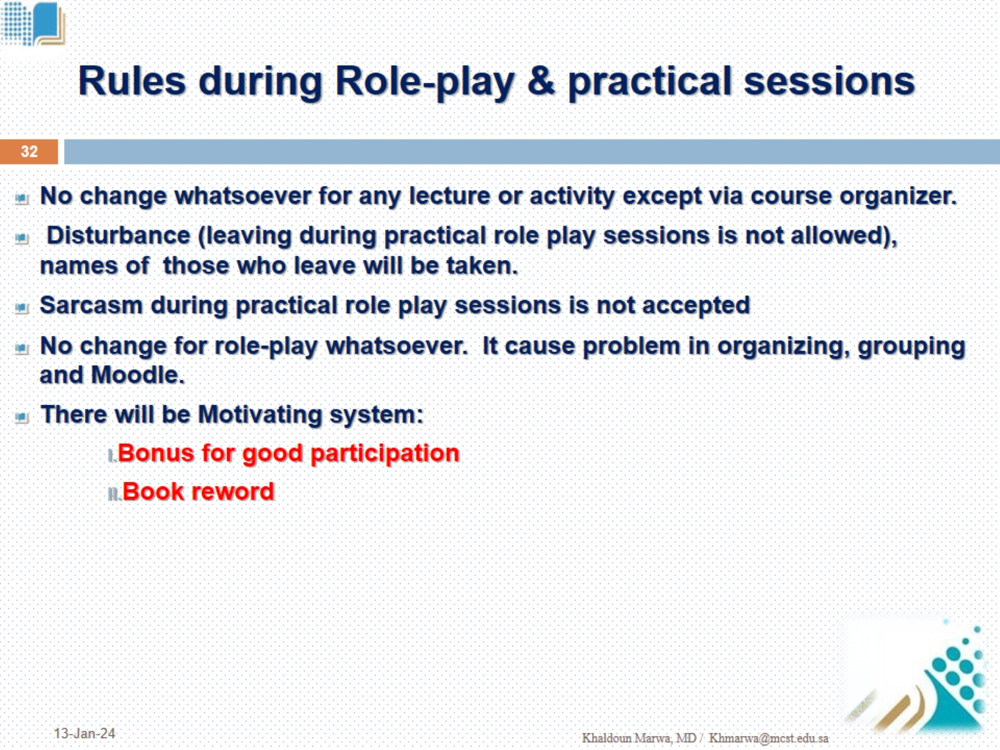 Rules during Role-play & practical sessions
32
No change whatsoever for any lecture or activity except via course organizer.
Disturbance (leaving during practical role play sessions is not allowed),
names of those who leave will be taken.
Sarcasm during practical role play sessions is not accepted
No change for role-play whatsoever. It cause problem in organizing, grouping
and Moodle.
There will be Motivating system:
I.Bonus for good participation
II.Book reword
13-Jan-24
Khaldoun Marwa, MD / Khmarwa@mcst.edu.sa